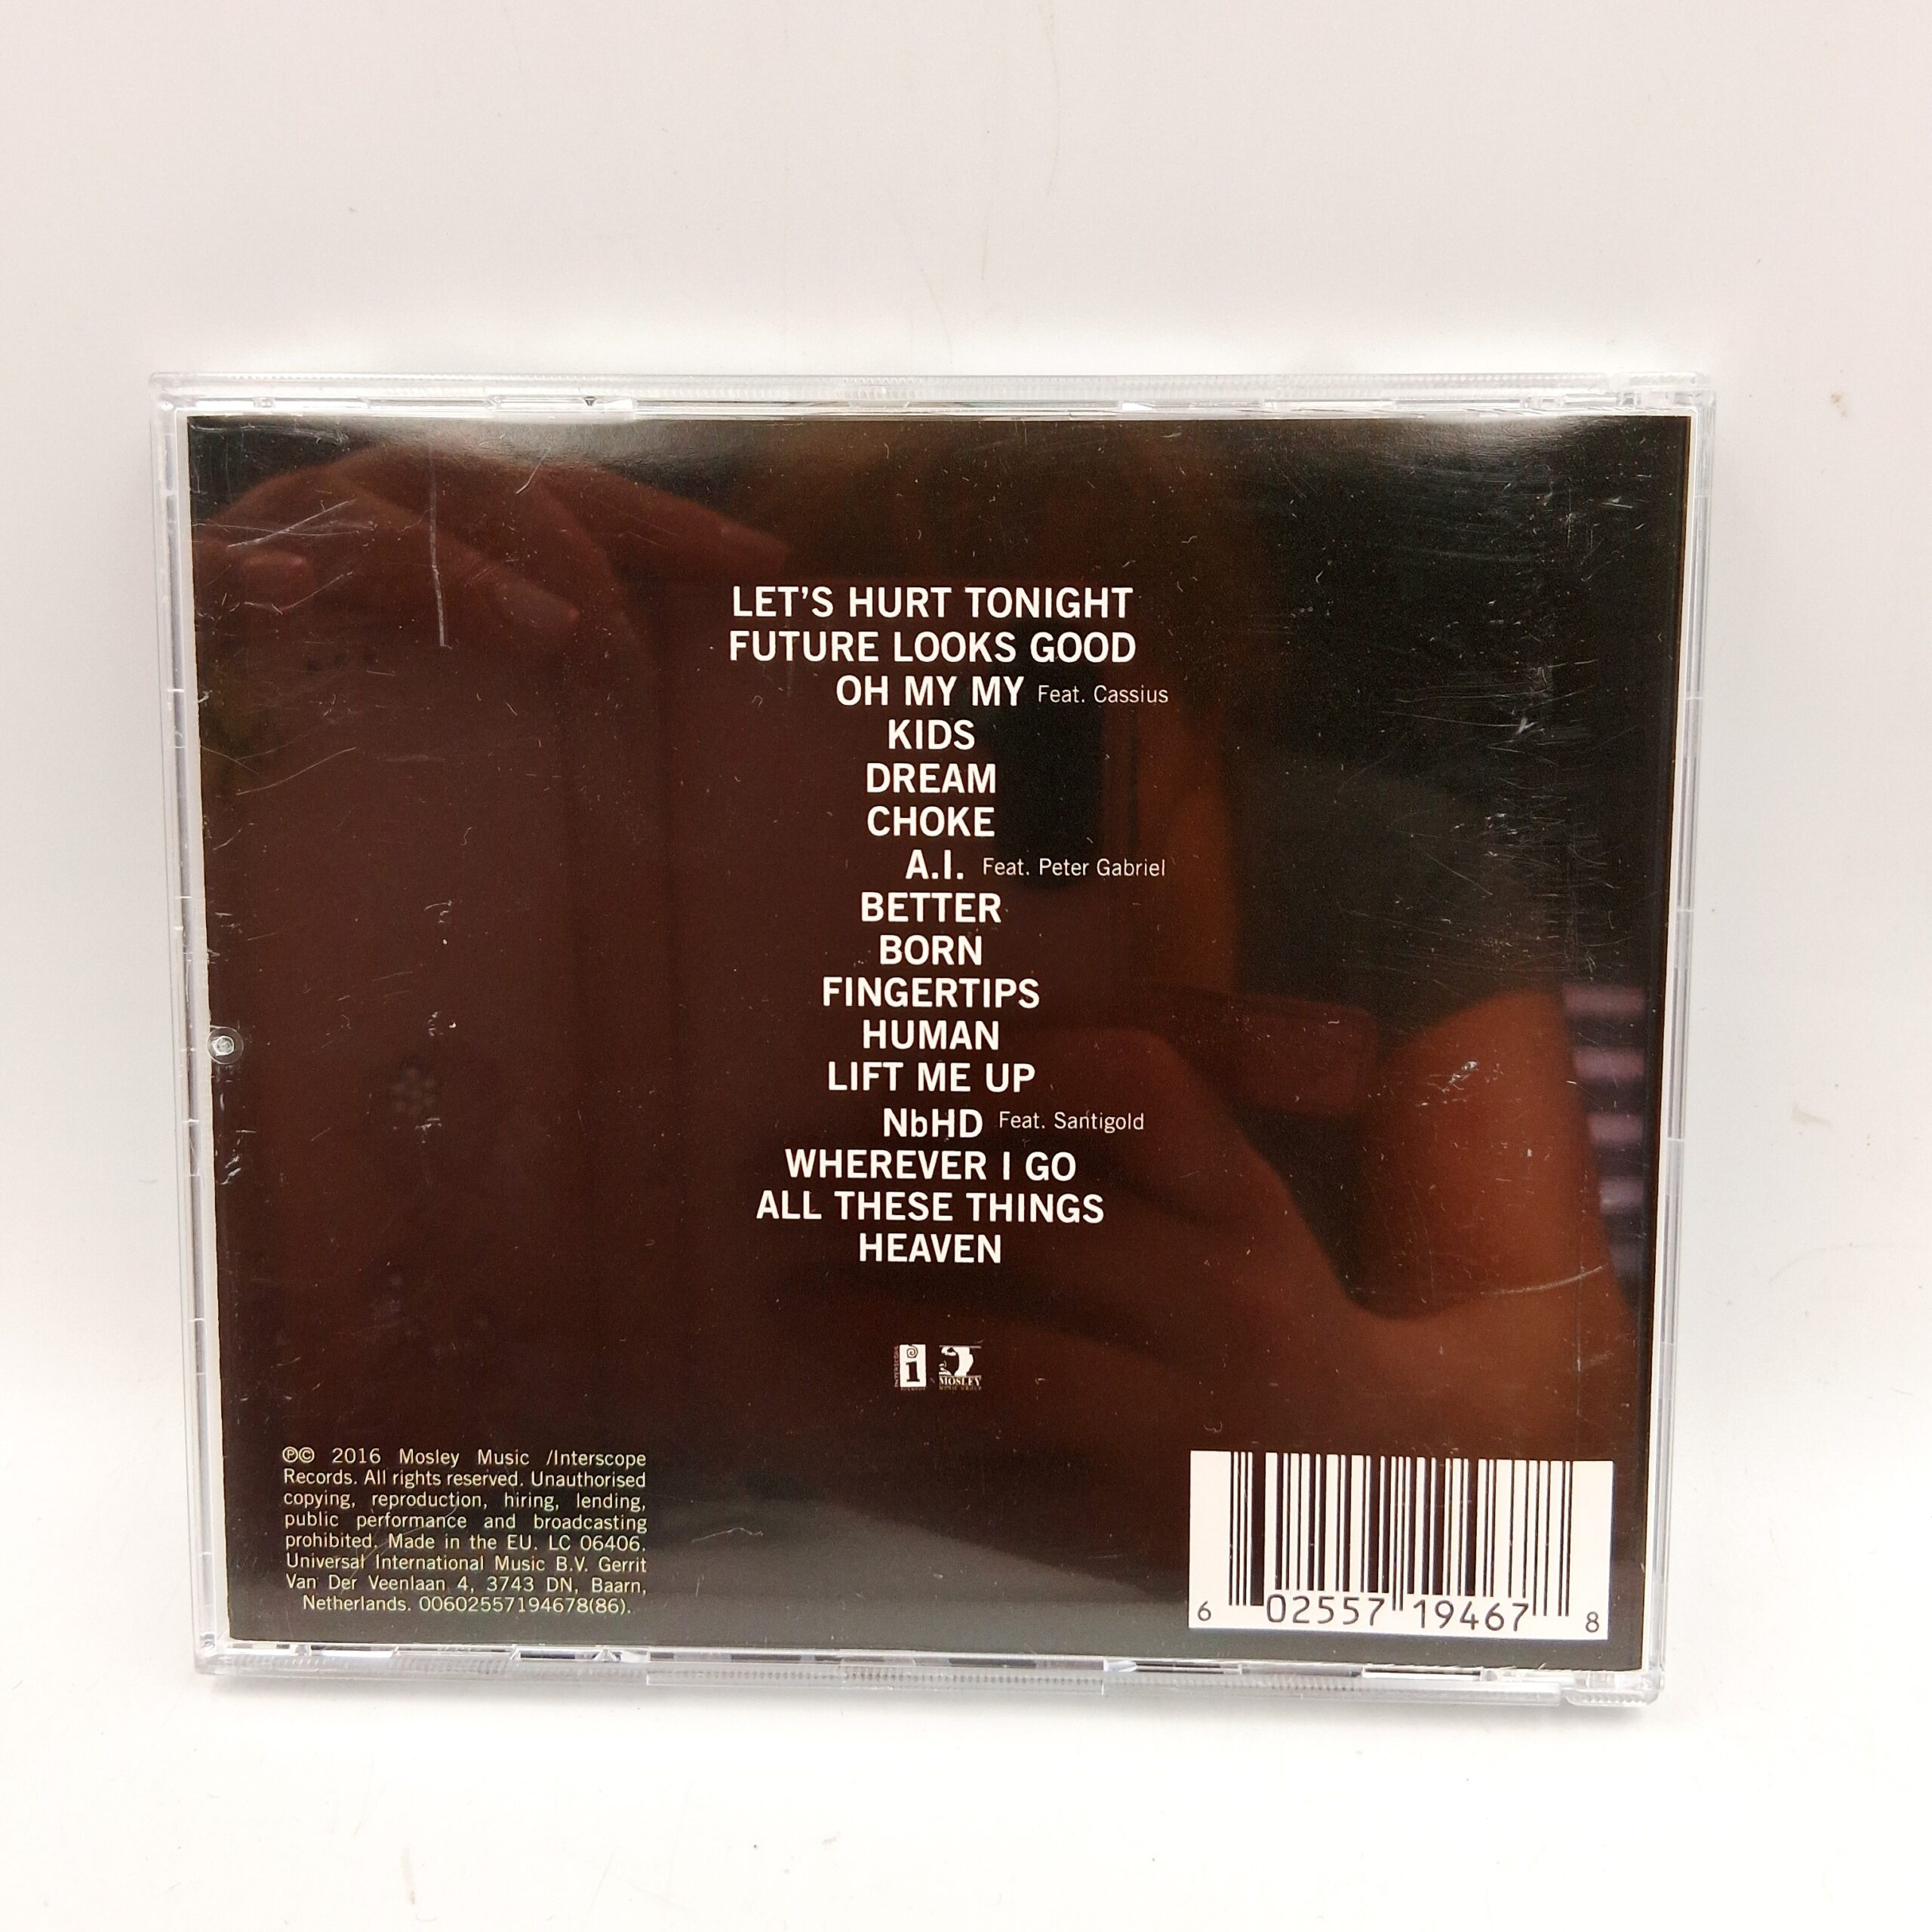 LET'S HURT TONIGHT
FUTURE LOOKS GOOD
OH MY MY Feat. Cassius
KIDS
DREAM
CHOKE
A.I. Feat. Peter Gabriel
BETTER
BORN
FINGERTIPS
HUMAN
LIFT ME UP
NbHD Feat. Santigold
WHEREVER I GO
ALL THESE THINGS
HEAVEN
i
MOSLEY
℗© 2016 Mosley Music /Interscope
Records. All rights reserved. Unauthorised
copying, reproduction, hiring, lending,
public performance and broadcasting
prohibited. Made in the EU. LC 06406.
Universal International Music B.V. Gerrit
Van Der Veenlaan 4, 3743 DN, Baarn,
Netherlands. 00602557194678(86).
6 02557 19467 8